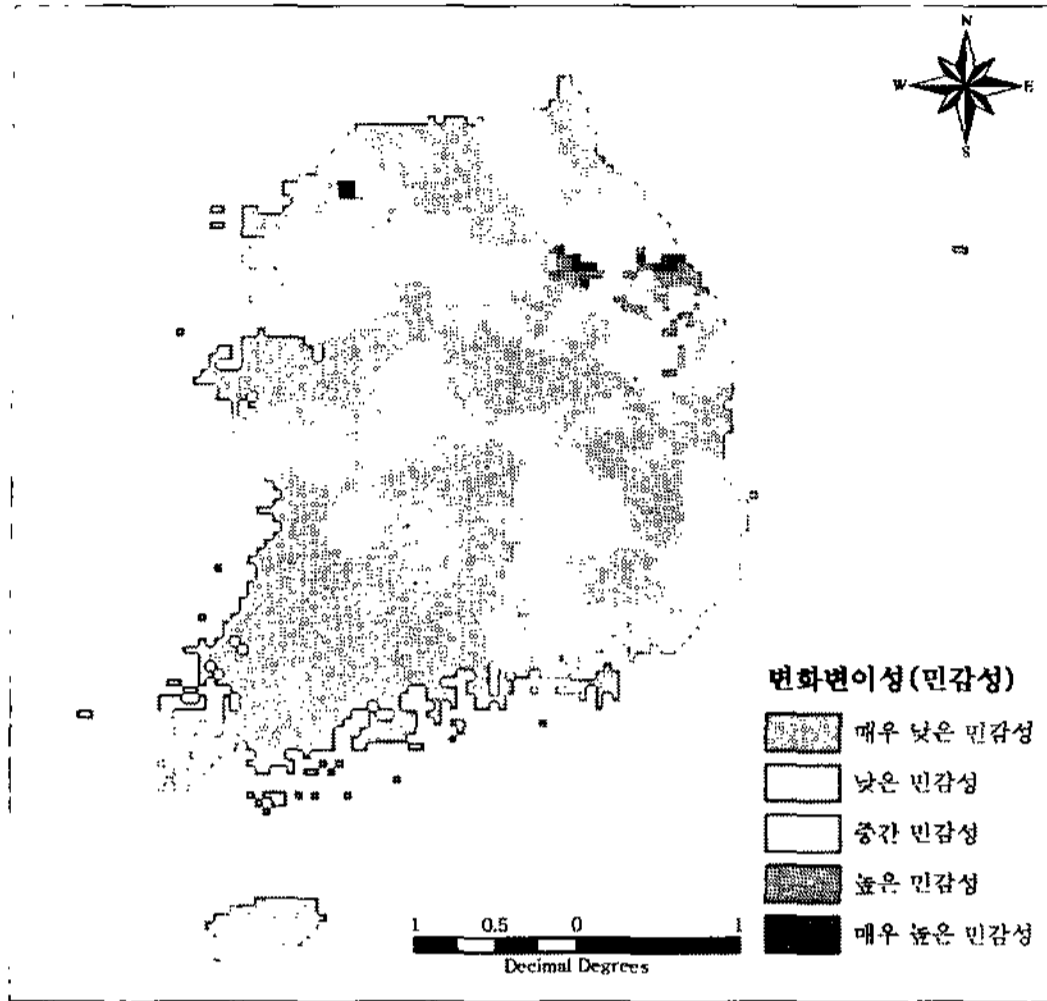 N
W E
S
변화변이성(민감성)
매우 낮은 민감성
낮은 민감성
중간 민감성
높은 민감성
매우 높은 민감성
1 0.5 0 1
Decimal Degrees